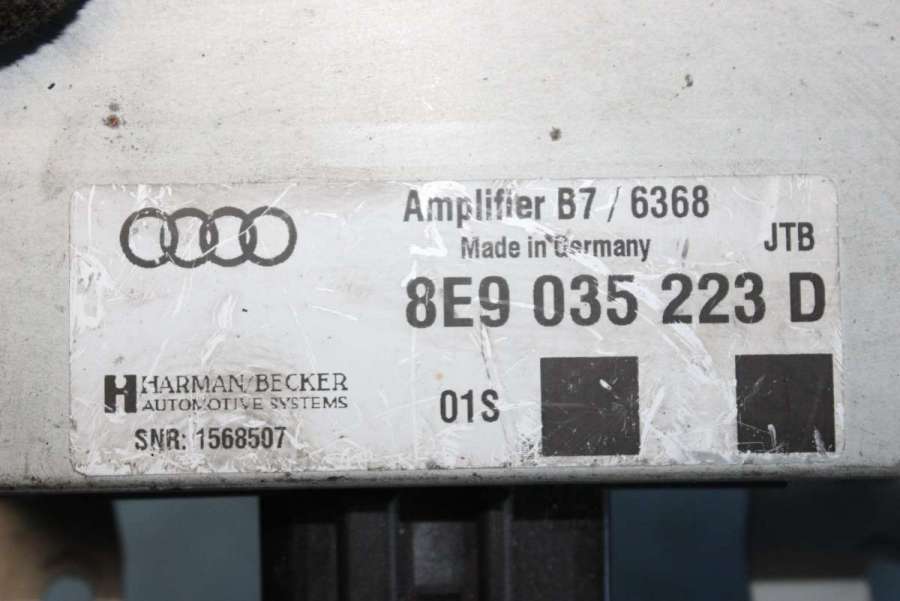 Amplifier B7 / 6368
Made in Germany JTB
8E9 035 223 D
HARMAN/BECKER
AUTOMOTIVE SYSTEMS
01S
SNR: 1568507